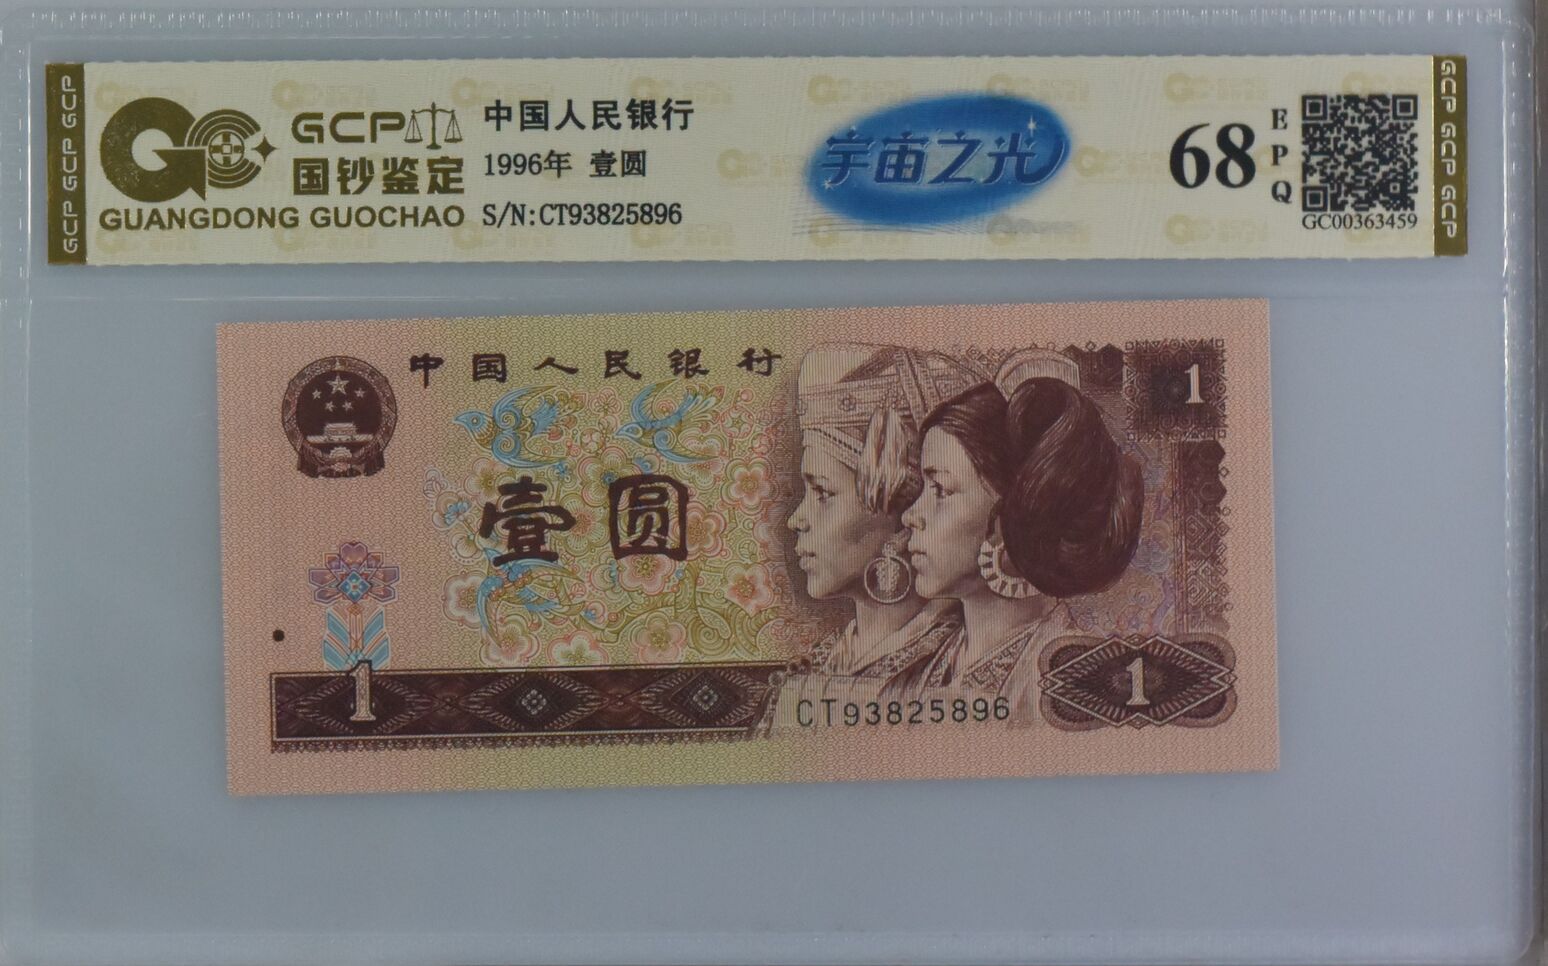 GCP GCP GCP
GCP
国钞鉴定
GUANGDONG GUOCHAO
中国人民银行
1996年 壹圆
S/N:CT93825896
宇宙之光
68
EPQ
GC00363459
GCP GCP GCP
中国人民银行
1
壹圆
1
CT93825896
1